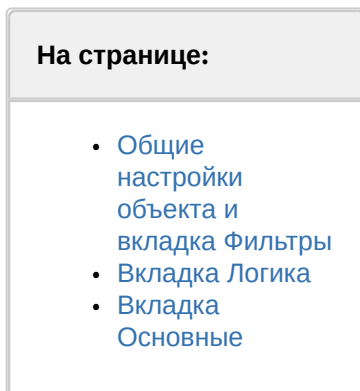 На странице:
• Общие
настройки
объекта и
вкладка Фильтры
• Вкладка Логика
• Вкладка
Основные